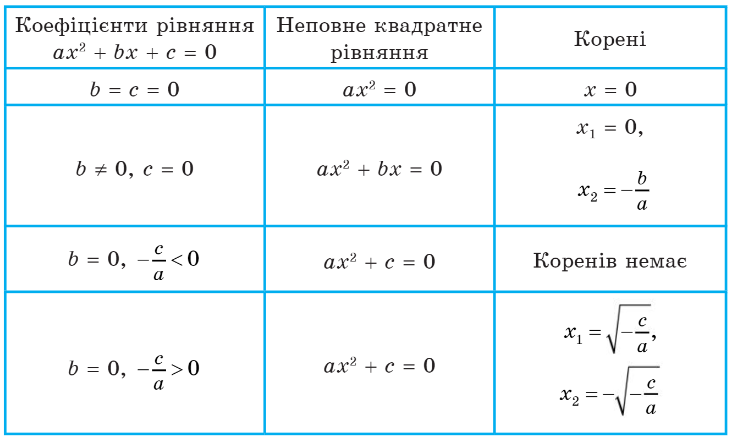 Коефіцієнти рівняння
ax² + bx + c = 0
Неповне квадратне
рівняння
Корені
b = c = 0
ax² = 0
x = 0
b ≠ 0, c = 0
ax² + bx = 0
x₁ = 0,
x₂ = −b/a
b = 0, −c/a < 0
ax² + c = 0
Коренів немає
b = 0, −c/a > 0
ax² + c = 0
x₁ = √(−c/a),
x₂ = −√(−c/a)